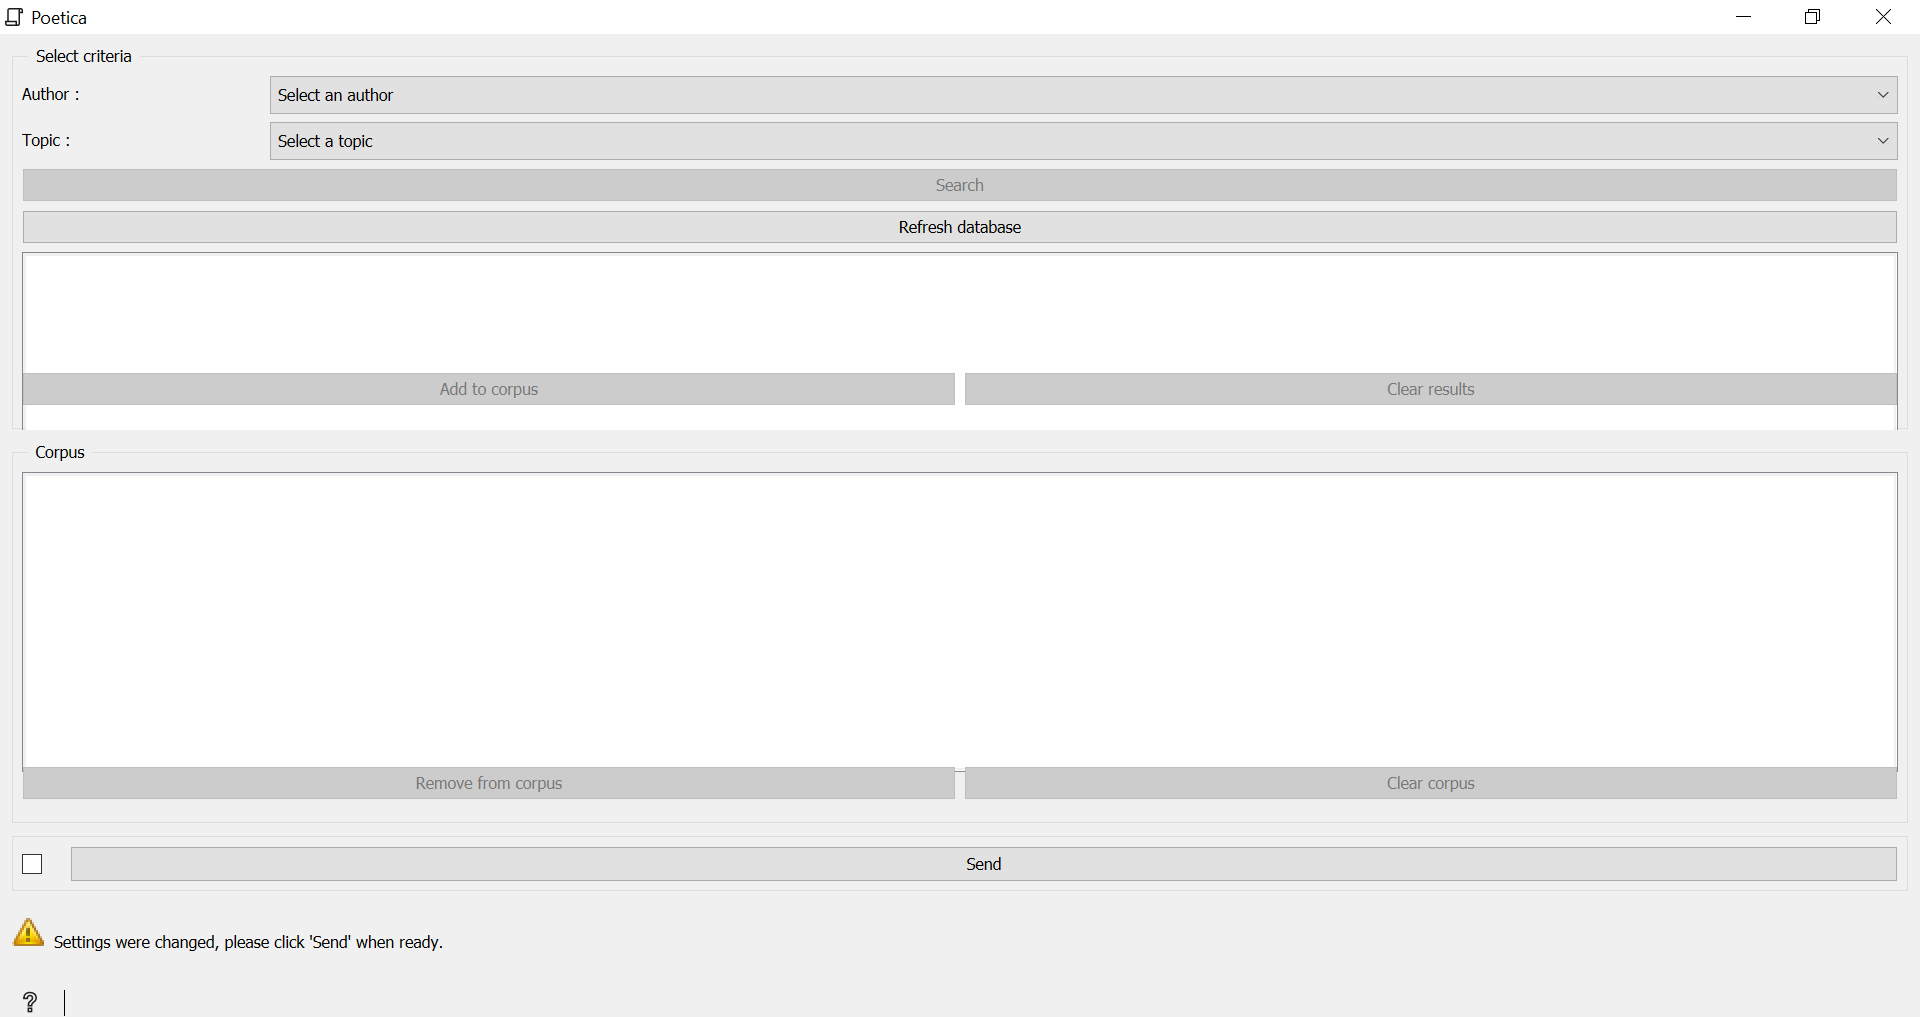 Poetica
Select criteria
Author :
Select an author
Topic :
Select a topic
Search
Refresh database
Add to corpus
Clear results
Corpus
Remove from corpus
Clear corpus
Send
Settings were changed, please click 'Send' when ready.
?